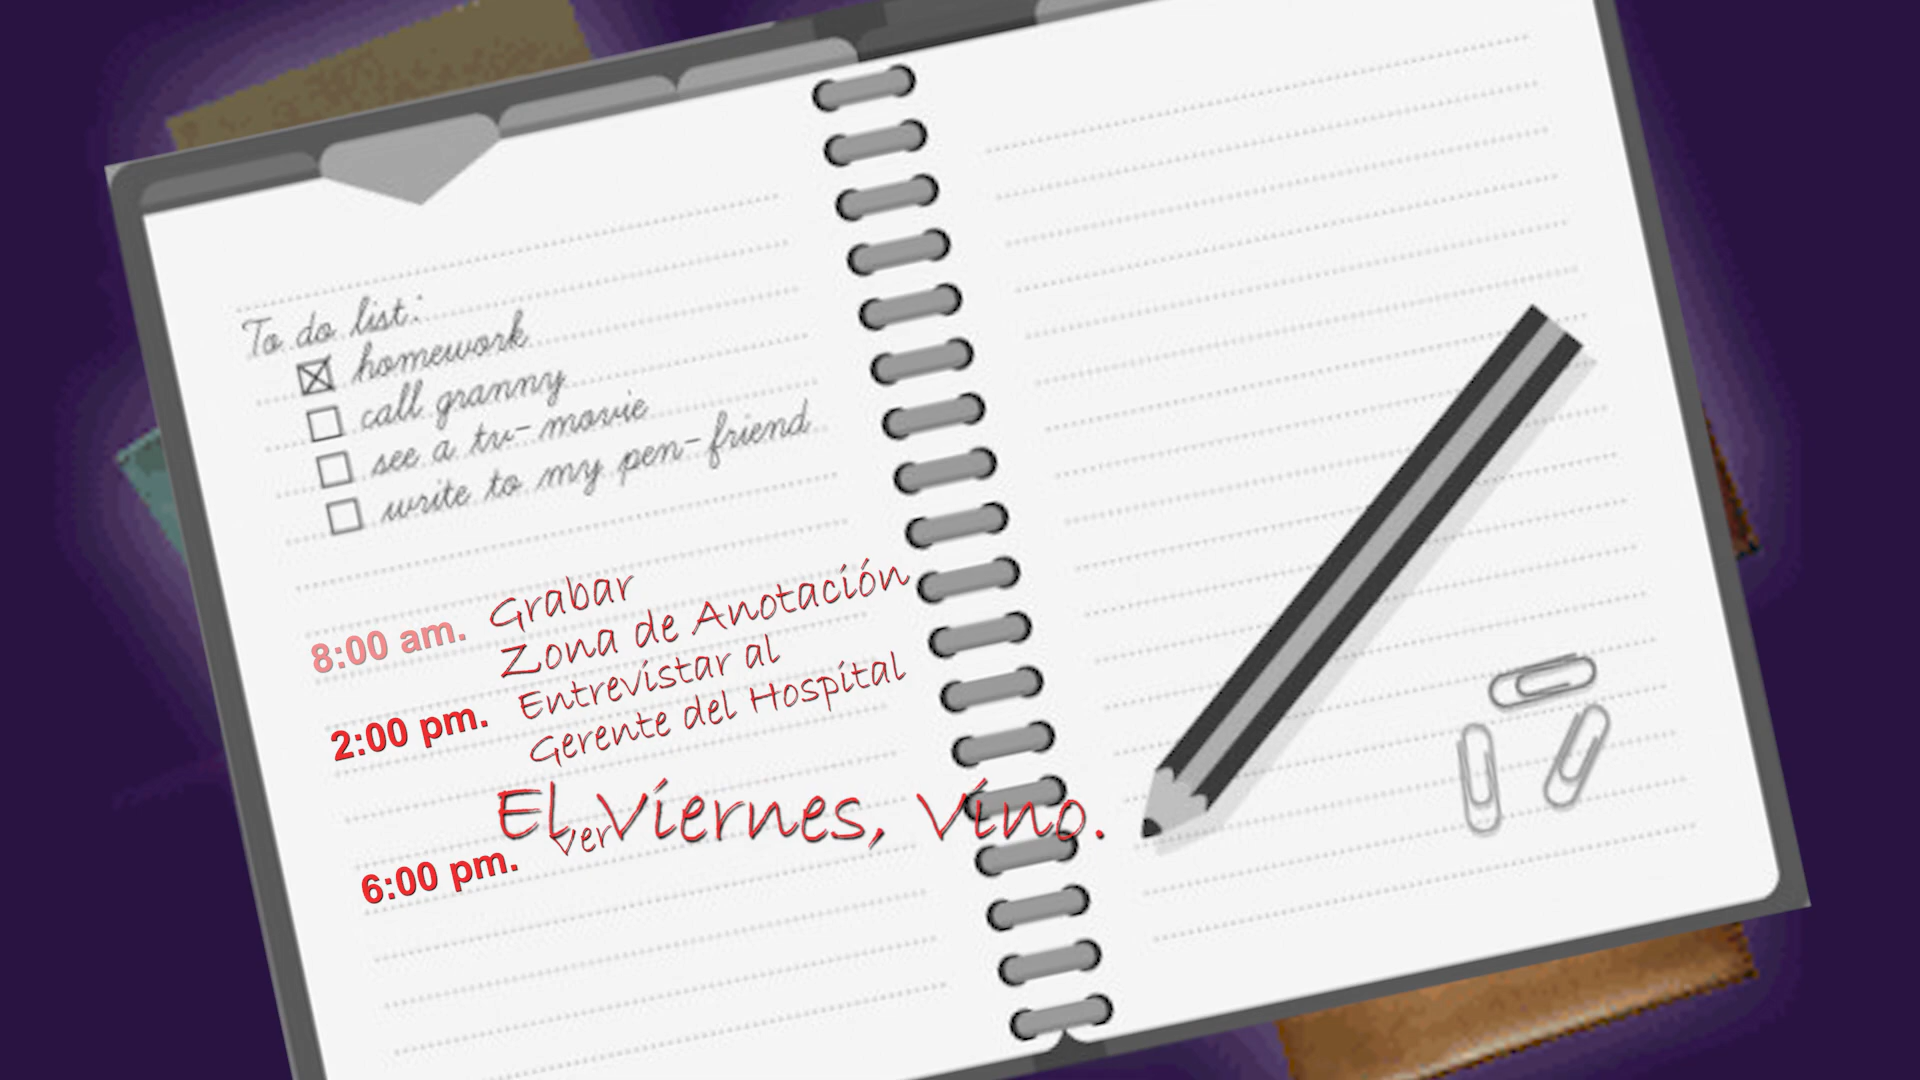 To do list:
homework
call granny
see a tv-movie
write to my pen-friend
8:00 am. Grabar
Zona de Anotación
2:00 pm. Entrevistar al
Gerente del Hospital
El Viernes, Vino.
6:00 pm. Ver